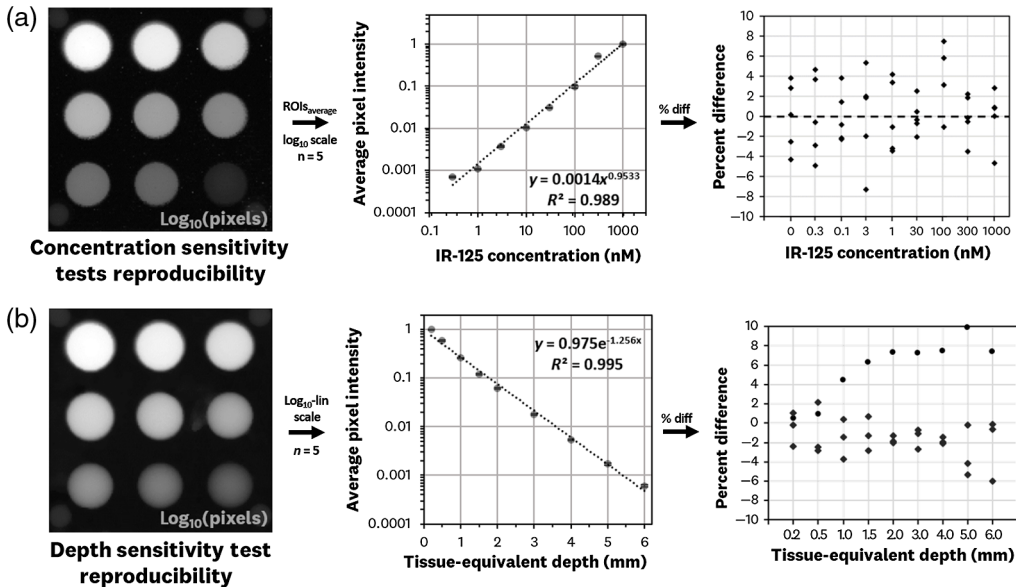 (a)
Log10(pixels)
Concentration sensitivity
tests reproducibility
ROIsaverage
log10 scale
n = 5
Average pixel intensity
1
0.1
0.01
0.001
0.0001
y = 0.0014x^0.9533
R² = 0.989
0.1 1 10 100 1000
IR-125 concentration (nM)
% diff
Percent difference
10
8
6
4
2
0
−2
−4
−6
−8
−10
0 0.3 0.1 3 1 30 100 300 1000
IR-125 concentration (nM)
(b)
Log10(pixels)
Depth sensitivity test
reproducibility
Log10-lin
scale
n = 5
Average pixel intensity
1
0.1
0.01
0.001
0.0001
y = 0.975e^-1.256x
R² = 0.995
0 1 2 3 4 5 6
Tissue-equivalent depth (mm)
% diff
Percent difference
10
8
6
4
2
0
−2
−4
−6
−8
−10
0.2 0.5 1.0 1.5 2.0 3.0 4.0 5.0 6.0
Tissue-equivalent depth (mm)